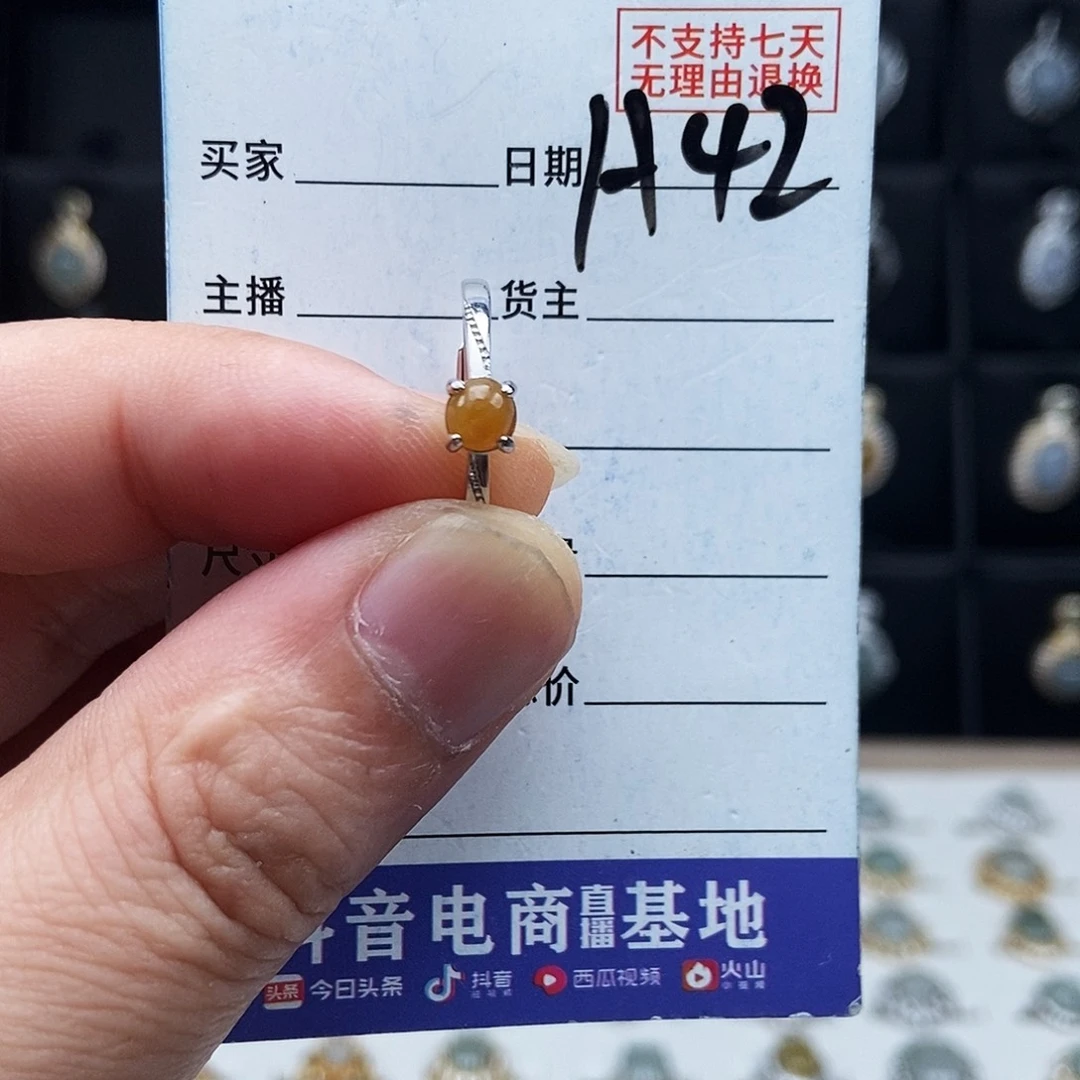 不支持七天
无理由退换
买家 日期 H42
主播 货主
尺
价
音电商直播基地
头条 今日头条 抖音 西瓜视频 火山